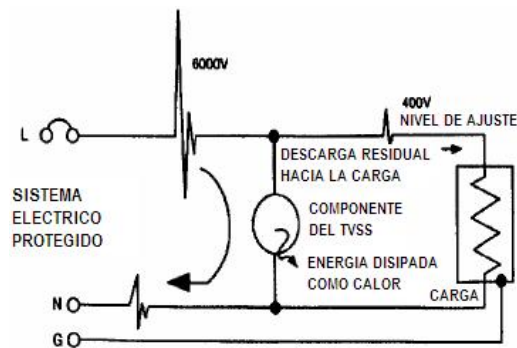 6000V
400V
NIVEL DE AJUSTE
L
DESCARGA RESIDUAL
HACIA LA CARGA
SISTEMA
ELECTRICO
PROTEGIDO
COMPONENTE
DEL TVSS
ENERGIA DISIPADA
COMO CALOR
CARGA
N
G